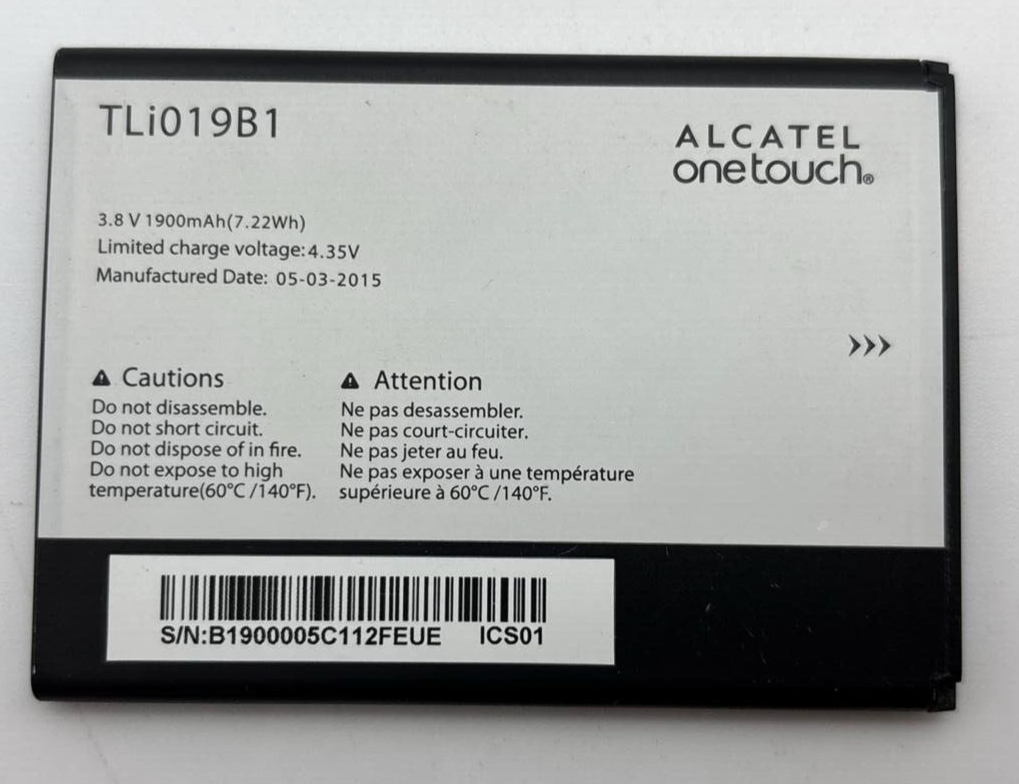 TLi019B1
ALCATEL
onetouch®
3.8 V 1900mAh(7.22Wh)
Limited charge voltage:4.35V
Manufactured Date: 05-03-2015
Cautions
Do not disassemble.
Do not short circuit.
Do not dispose of in fire.
Do not expose to high
temperature(60°C /140°F).
Attention
Ne pas desassembler.
Ne pas court-circuiter.
Ne pas jeter au feu.
Ne pas exposer à une température
supérieure à 60°C /140°F.
S/N:B1900005C112FEUE ICS01